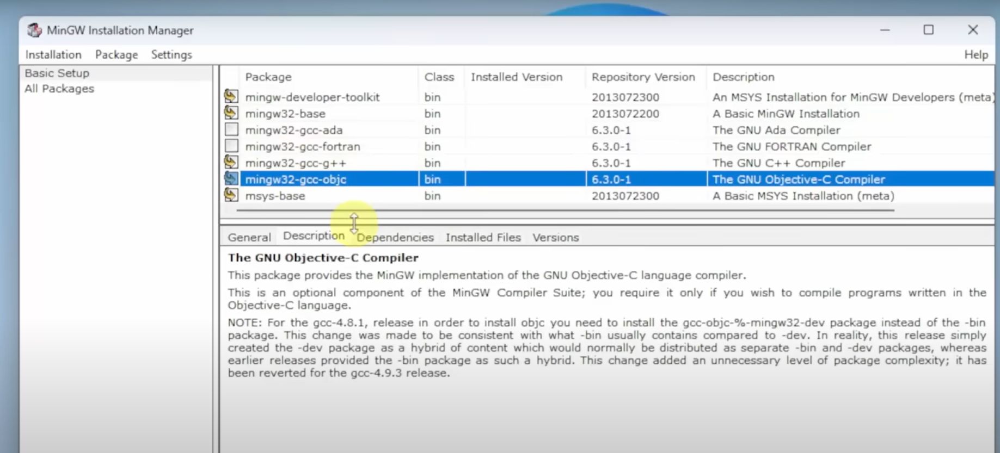 MinGW Installation Manager
Installation Package Settings Help
Basic Setup
All Packages
Package Class Installed Version Repository Version Description
mingw-developer-toolkit bin 2013072300 An MSYS Installation for MinGW Developers (meta)
mingw32-base bin 2013072200 A Basic MinGW Installation
mingw32-gcc-ada bin 6.3.0-1 The GNU Ada Compiler
mingw32-gcc-fortran bin 6.3.0-1 The GNU FORTRAN Compiler
mingw32-gcc-g++ bin 6.3.0-1 The GNU C++ Compiler
mingw32-gcc-objc bin 6.3.0-1 The GNU Objective-C Compiler
msys-base bin 2013072300 A Basic MSYS Installation (meta)
General Description Dependencies Installed Files Versions
The GNU Objective-C Compiler
This package provides the MinGW implementation of the GNU Objective-C language compiler.
This is an optional component of the MinGW Compiler Suite; you require it only if you wish to compile programs written in the
Objective-C language.
NOTE: For the gcc-4.8.1, release in order to install objc you need to install the gcc-objc-%-mingw32-dev package instead of the -bin
package. This change was made to be consistent with what -bin usually contains compared to -dev. In reality, this release simply
created the -dev package as a hybrid of content which would normally be distributed as separate -bin and -dev packages, whereas
earlier releases provided the -bin package as such a hybrid. This change added an unnecessary level of package complexity; it has
been reverted for the gcc-4.9.3 release.